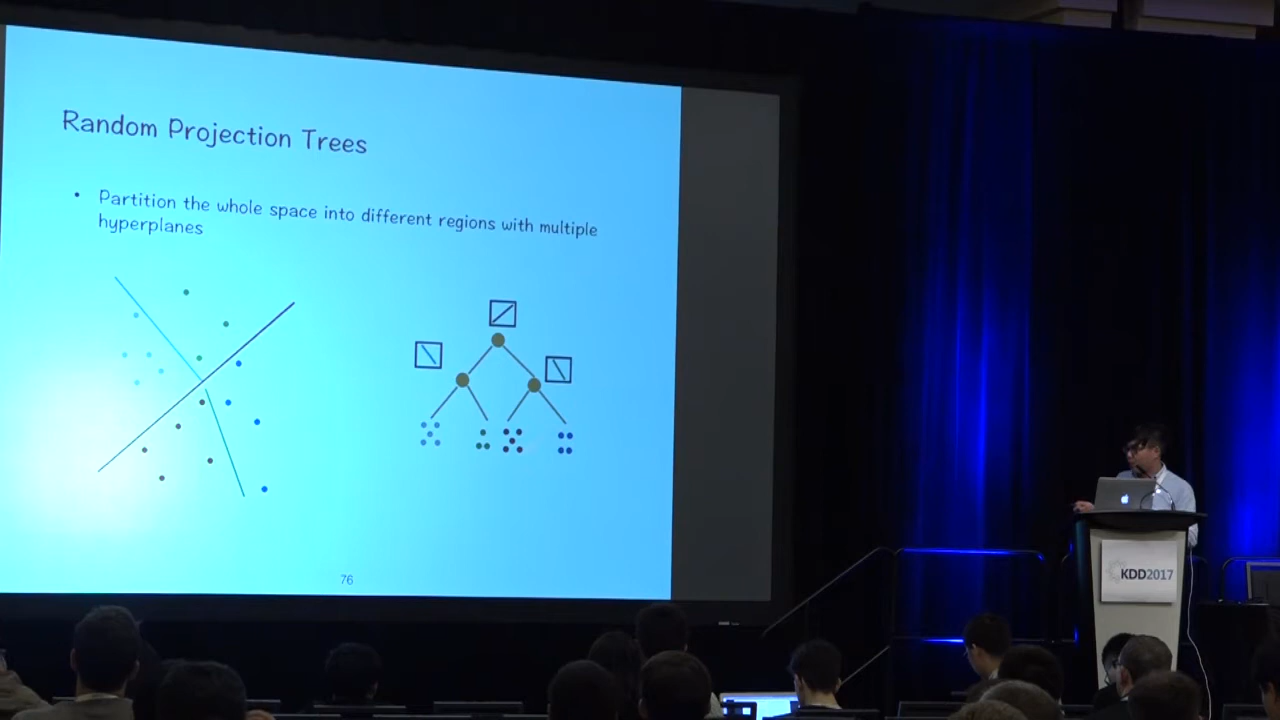 Random Projection Trees
• Partition the whole space into different regions with multiple
hyperplanes
76
KDD2017